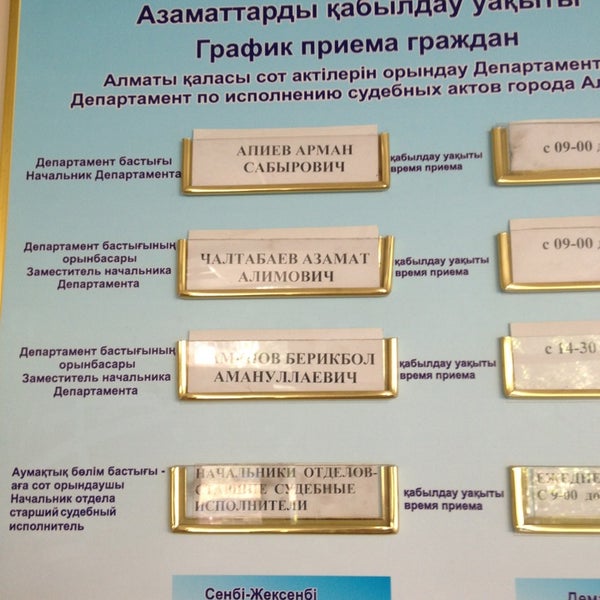 Азаматтарды қабылдау уақыты
График приема граждан
Алматы қаласы сот актілерін орындау Департамент
Департамент по исполнению судебных актов города Ал
Департамент бастығы
Начальник Департамента
АПИЕВ АРМАН
САБЫРОВИЧ
қабылдау уақыты
время приема
с 09-00
Департамент бастығының
орынбасары
Заместитель начальника
Департамента
ЧАЛТАБАЕВ АЗАМАТ
АЛИМОВИЧ
қабылдау уақыты
время приема
с 09-00
Департамент бастығының
орынбасары
Заместитель начальника
Департамента
БЕРИКБОЛ
АМАНУЛЛАЕВИЧ
қабылдау уақыты
время приема
с 14-30
Аумақтық бөлім бастығы -
аға сот орындаушы
Начальник отдела
старший судебный
исполнитель
НАЧАЛЬНИКИ ОТДЕЛОВ-
СТАРШИЕ СУДЕБНЫЕ
ИСПОЛНИТЕЛИ
қабылдау уақыты
время приема
ЕЖЕДНЕ
С 9-00 до
Сенбі-Жексенбі
Дема